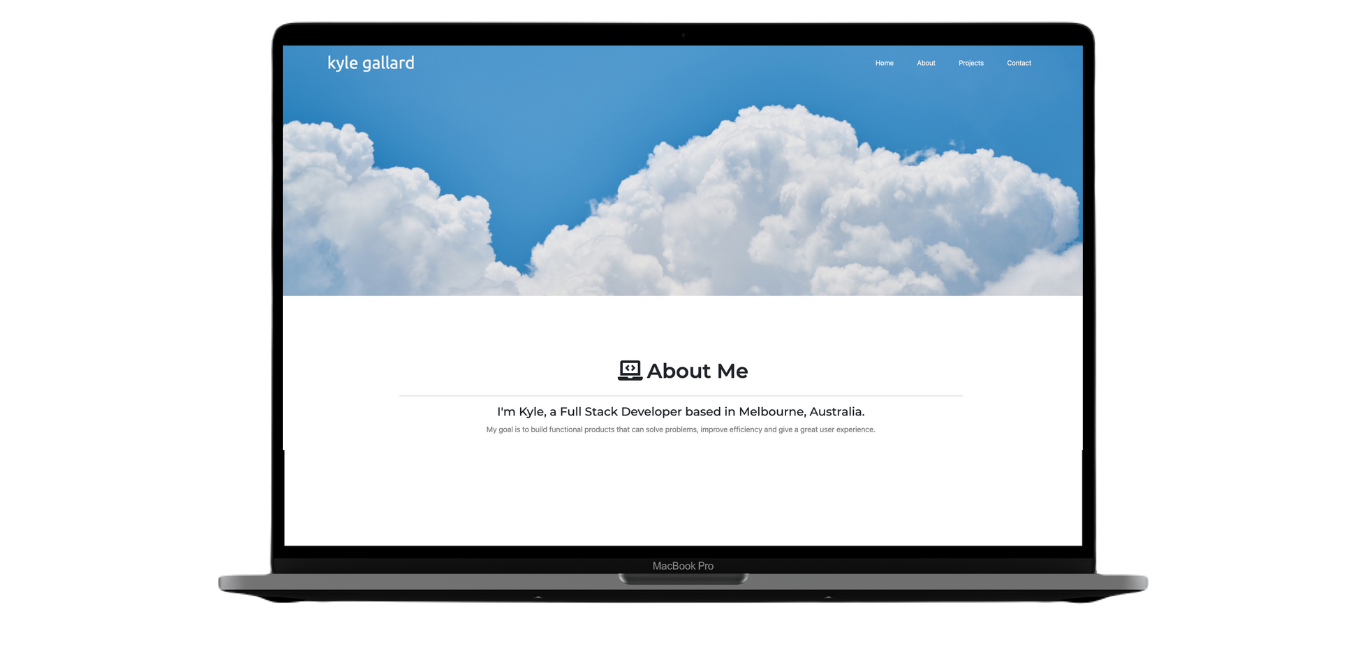 kyle gallard
Home About Projects Contact
About Me
I'm Kyle, a Full Stack Developer based in Melbourne, Australia.
My goal is to build functional products that can solve problems, improve efficiency and give a great user experience.
MacBook Pro